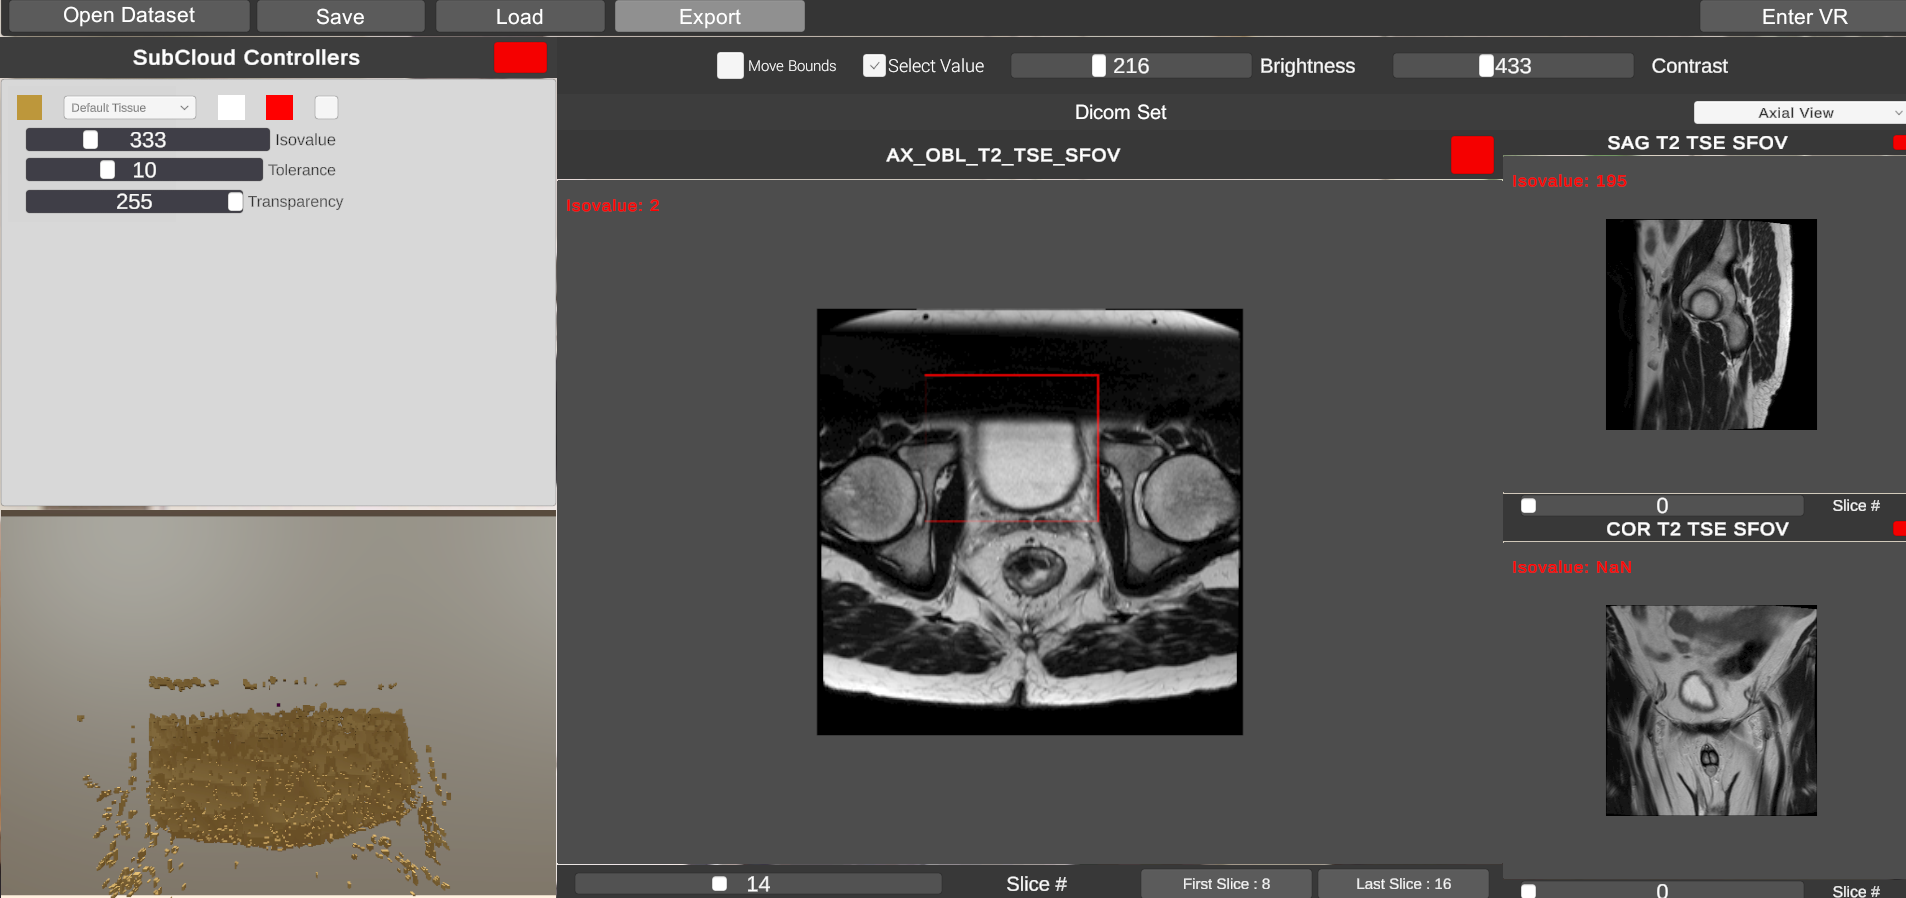 Open Dataset
Save
Load
Export
Enter VR
SubCloud Controllers
Move Bounds
Select Value
216
Brightness
433
Contrast
Default Tissue
333
Isovalue
10
Tolerance
255
Transparency
Dicom Set
Axial View
AX_OBL_T2_TSE_SFOV
Isovalue: 2
SAG T2 TSE SFOV
Isovalue: 195
0
Slice #
COR T2 TSE SFOV
Isovalue: NaN
14
Slice #
First Slice : 8
Last Slice : 16
0
Slice #